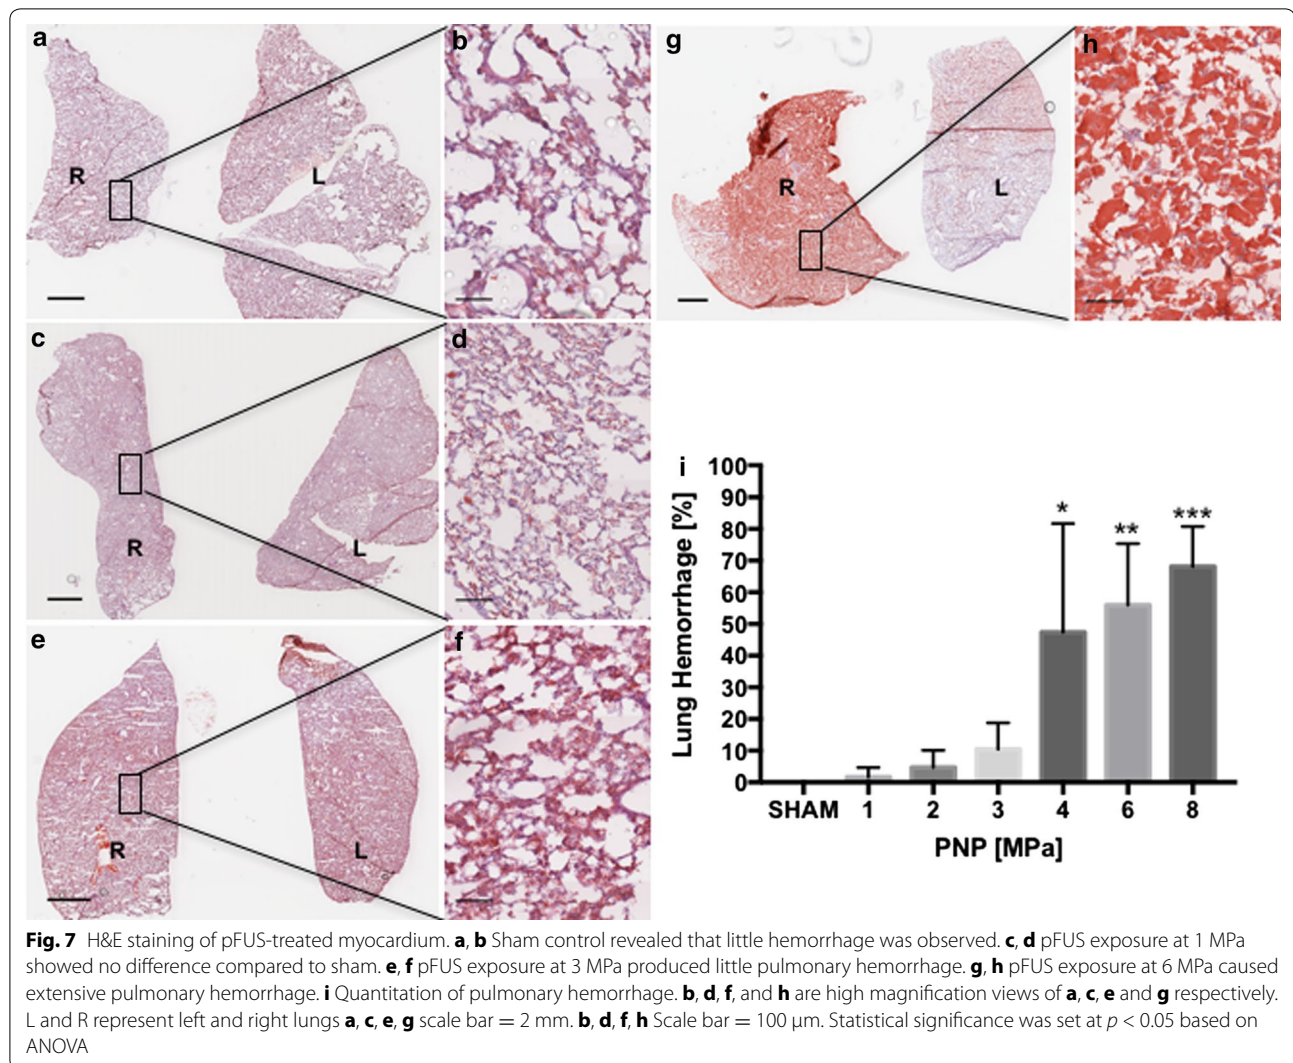 a
b
R
L
g
h
R
L
c
d
R
L
e
f
R
L
i
Lung Hemorrhage [%]
100
90
80
70
60
50
40
30
20
10
0
*
**
***
SHAM 1 2 3 4 6 8
PNP [MPa]
Fig. 7 H&E staining of pFUS-treated myocardium. a, b Sham control revealed that little hemorrhage was observed. c, d pFUS exposure at 1 MPa
showed no difference compared to sham. e, f pFUS exposure at 3 MPa produced little pulmonary hemorrhage. g, h pFUS exposure at 6 MPa caused
extensive pulmonary hemorrhage. i Quantitation of pulmonary hemorrhage. b, d, f, and h are high magnification views of a, c, e and g respectively.
L and R represent left and right lungs a, c, e, g scale bar = 2 mm. b, d, f, h Scale bar = 100 μm. Statistical significance was set at p < 0.05 based on
ANOVA